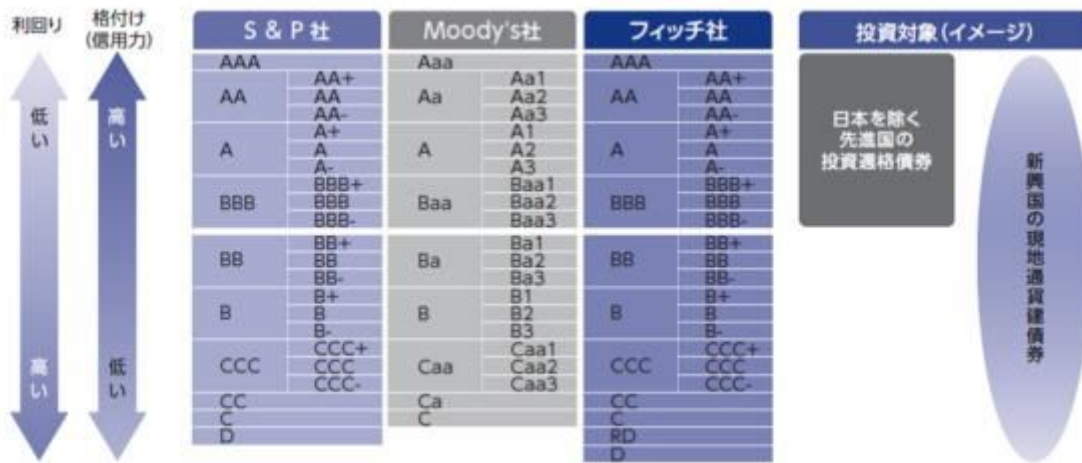 利回り
格付け
(信用力)
S & P 社
Moody's社
フィッチ社
投資対象(イメージ)
低い
高い
高い
低い
AAA
AA
AA+
AA
AA-
A
A+
A
A-
BBB
BBB+
BBB
BBB-
BB
BB+
BB
BB-
B
B+
B
B-
CCC
CCC+
CCC
CCC-
CC
C
D
Aaa
Aa
Aa1
Aa2
Aa3
A
A1
A2
A3
Baa
Baa1
Baa2
Baa3
Ba
Ba1
Ba2
Ba3
B
B1
B2
B3
Caa
Caa1
Caa2
Caa3
Ca
C
AAA
AA
AA+
AA
AA-
A
A+
A
A-
BBB
BBB+
BBB
BBB-
BB
BB+
BB
BB-
B
B+
B
B-
CCC
CCC+
CCC
CCC-
CC
C
RD
D
日本を除く
先進国の
投資適格債券
新興国の現地通貨建債券